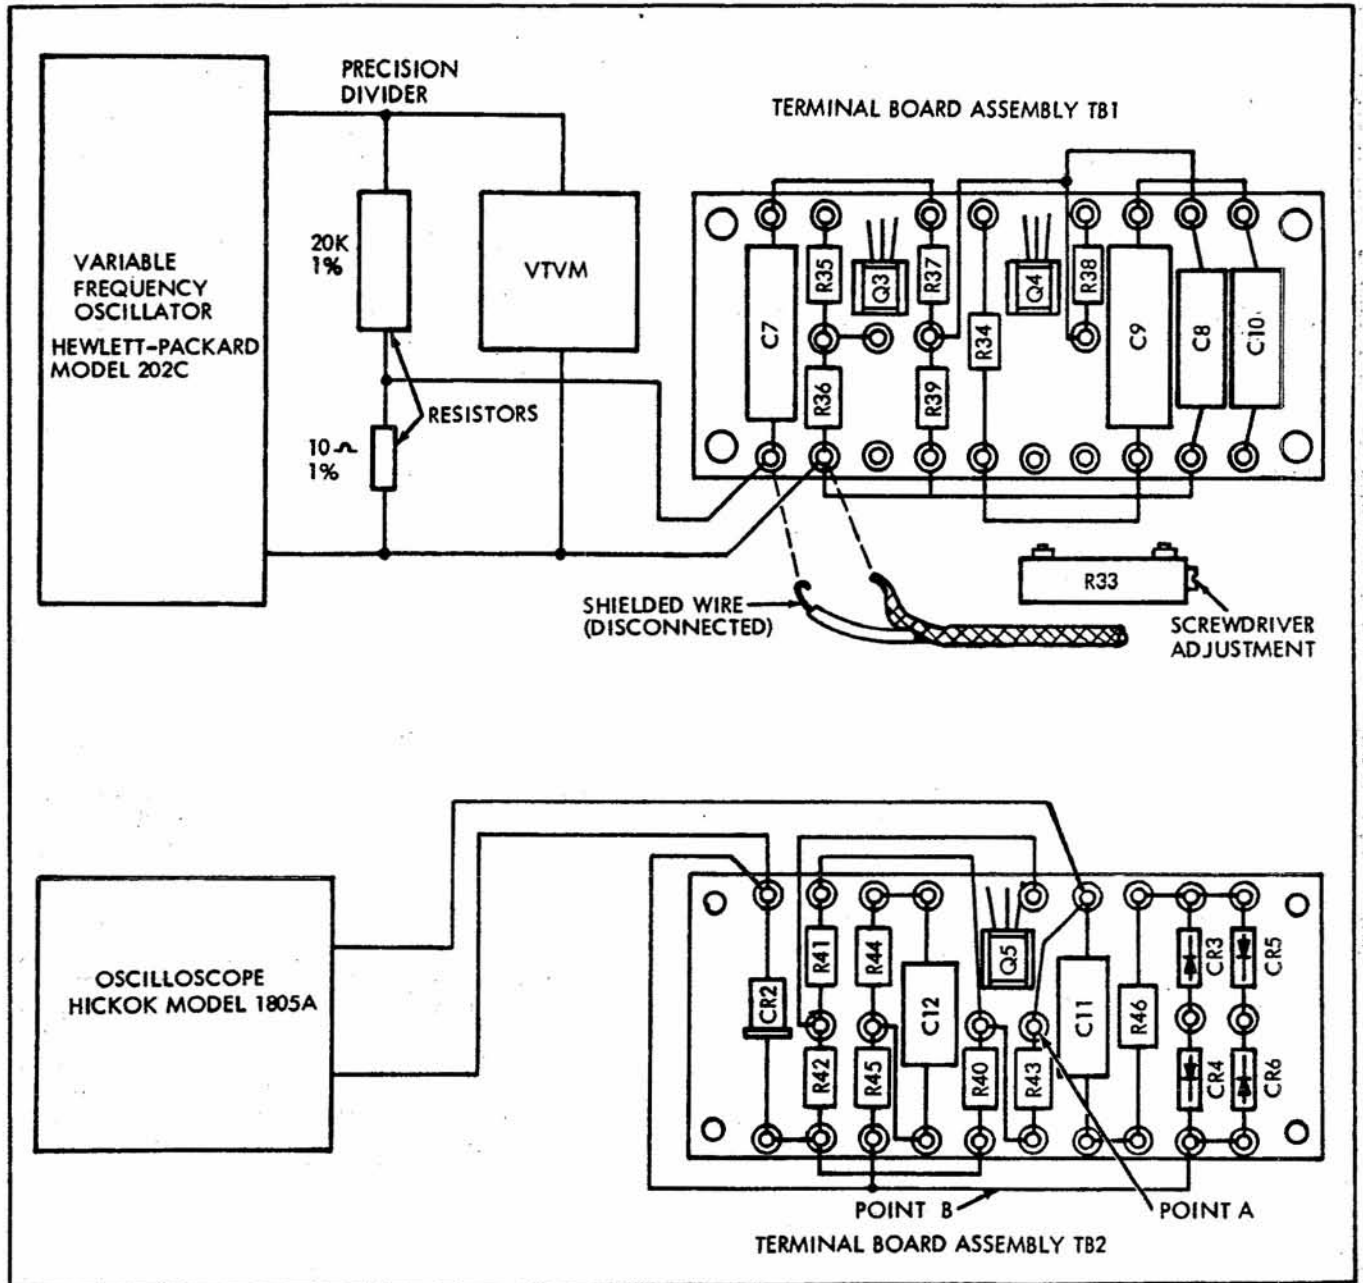 PRECISION
DIVIDER
TERMINAL BOARD ASSEMBLY TB1
VARIABLE
FREQUENCY
OSCILLATOR
HEWLETT-PACKARD
MODEL 202C
20K
1%
VTVM
RESISTORS
10 Ω
1%
C7
R35
R36
Q3
R37
R39
R34
Q4
R38
C9
C8
C10
R33
SHIELDED WIRE
(DISCONNECTED)
SCREWDRIVER
ADJUSTMENT
OSCILLOSCOPE
HICKOK MODEL 1805A
CR2
R41
R42
R44
R45
C12
Q5
R40
R43
C11
R46
CR3
CR5
CR4
CR6
POINT B
POINT A
TERMINAL BOARD ASSEMBLY TB2